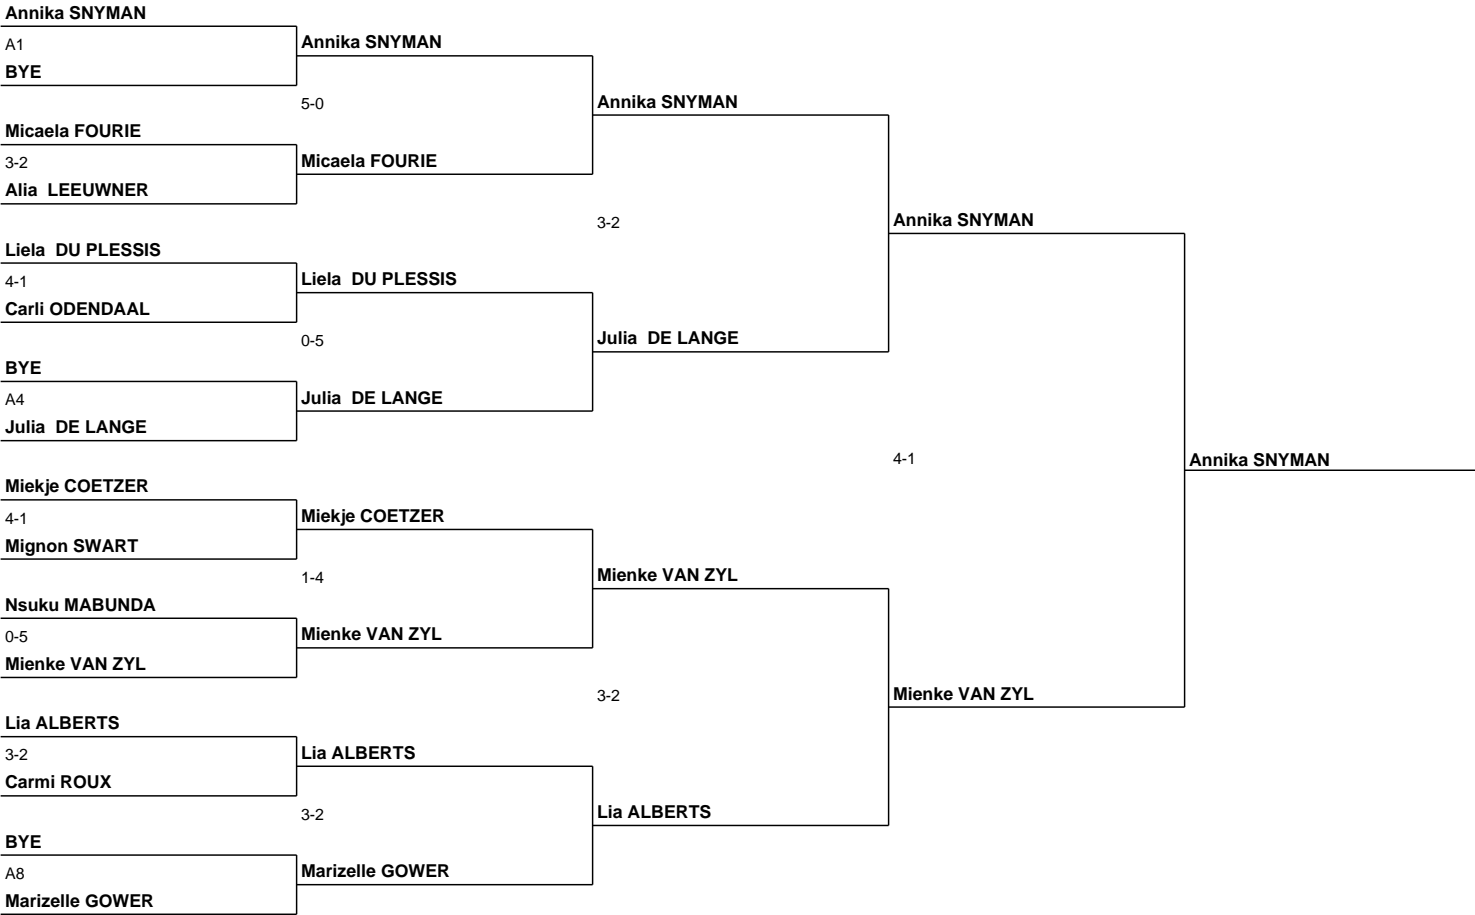 Annika SNYMAN
A1
BYE
Micaela FOURIE
3-2
Alia  LEEUWNER
Liela  DU PLESSIS
4-1
Carli ODENDAAL
BYE
A4
Julia  DE LANGE
Miekje COETZER
4-1
Mignon SWART
Nsuku MABUNDA
0-5
Mienke VAN ZYL
Lia ALBERTS
3-2
Carmi ROUX
BYE
A8
Marizelle GOWER
Annika SNYMAN
5-0
Micaela FOURIE
Liela  DU PLESSIS
0-5
Julia  DE LANGE
Miekje COETZER
1-4
Mienke VAN ZYL
Lia ALBERTS
3-2
Marizelle GOWER
Annika SNYMAN
3-2
Julia  DE LANGE
Mienke VAN ZYL
3-2
Lia ALBERTS
Annika SNYMAN
4-1
Mienke VAN ZYL
Annika SNYMAN